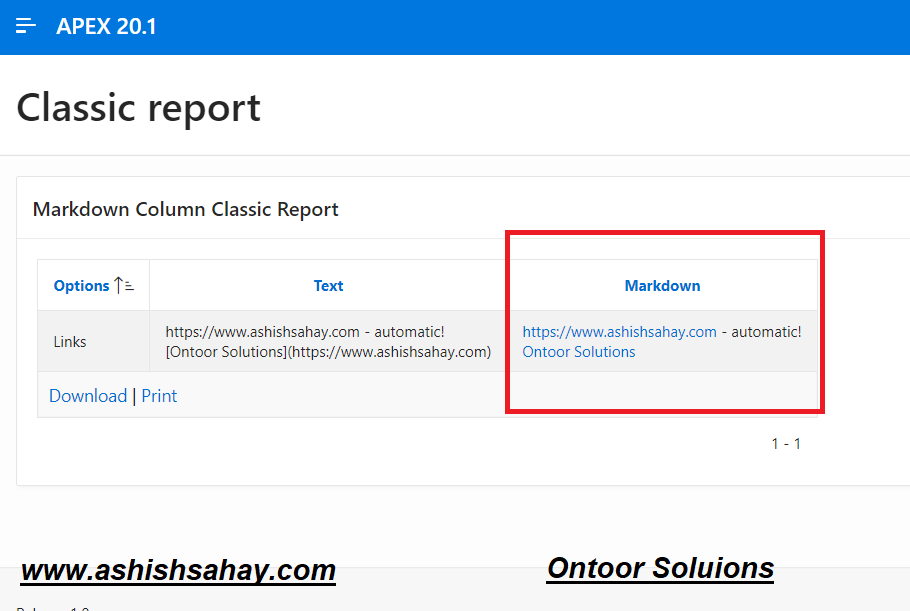 APEX 20.1
Classic report
Markdown Column Classic Report
Options Text Markdown
Links
https://www.ashishsahay.com - automatic!
[Ontoor Solutions](https://www.ashishsahay.com)
https://www.ashishsahay.com - automatic!
Ontoor Solutions
Download | Print
1 - 1
www.ashishsahay.com
Ontoor Soluions